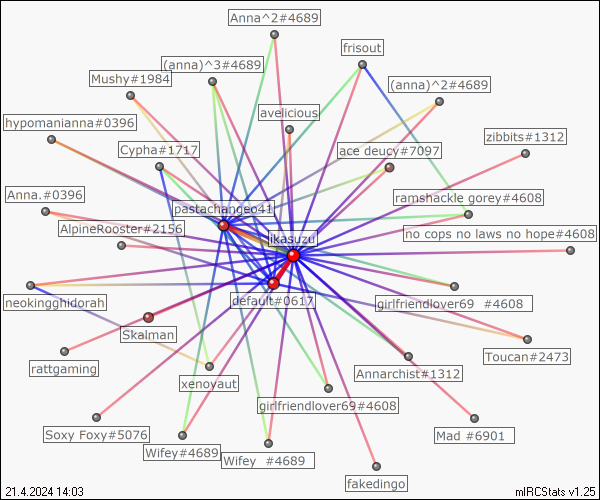 Anna^2#4689
frisout
(anna)^3#4689
Mushy#1984
(anna)^2#4689
avelicious
hypomanianna#0396
zibbits#1312
Cypha#1717
ace deucy#7097
Anna.#0396
ramshackle gorey#4608
pastachangeo41
AlpineRooster#2156
ikasuzu
no cops no laws no hope#4608
neokingghidorah
default#0617
girlfriendlover69 #4608
Skalman
Toucan#2473
rattgaming
Annarchist#1312
xenoyaut
girlfriendlover69#4608
Soxy Foxy#5076
Mad #6901
Wifey#4689
Wifey #4689
fakedingo
21.4.2024 14:03
mIRCStats v1.25